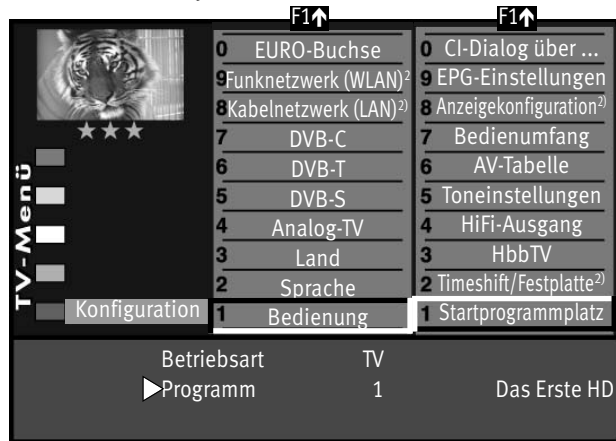 F1↑ F1↑
0 EURO-Buchse 0 CI-Dialog über ...
9 Funknetzwerk (WLAN)2 9 EPG-Einstellungen
8 Kabelnetzwerk (LAN)2) 8 Anzeigekonfiguration2)
7 DVB-C 7 Bedienumfang
6 DVB-T 6 AV-Tabelle
5 DVB-S 5 Toneinstellungen
4 Analog-TV 4 HiFi-Ausgang
3 Land 3 HbbTV
2 Sprache 2 Timeshift/Festplatte2)
TV-Menü
Konfiguration 1 Bedienung 1 Startprogrammplatz
Betriebsart TV
Programm 1 Das Erste HD